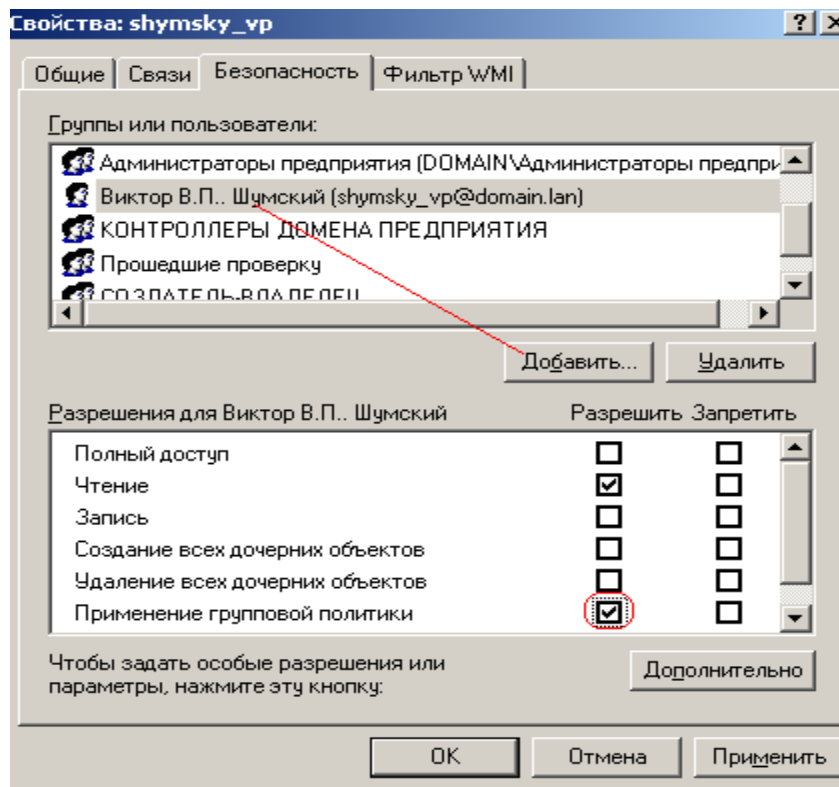 Свойства: shymsky_vp
Общие Связи Безопасность Фильтр WMI
Группы или пользователи:
Администраторы предприятия (DOMAIN\Администраторы предпри
Виктор В.П.. Шумский (shymsky_vp@domain.lan)
КОНТРОЛЛЕРЫ ДОМЕНА ПРЕДПРИЯТИЯ
Прошедшие проверку
СОЗДАТЕЛЬ-ВЛАДЕЛЕЦ
Добавить... Удалить
Разрешения для Виктор В.П.. Шумский Разрешить Запретить
Полный доступ
Чтение
Запись
Создание всех дочерних объектов
Удаление всех дочерних объектов
Применение групповой политики
Чтобы задать особые разрешения или
параметры, нажмите эту кнопку:
Дополнительно
OK Отмена Применить